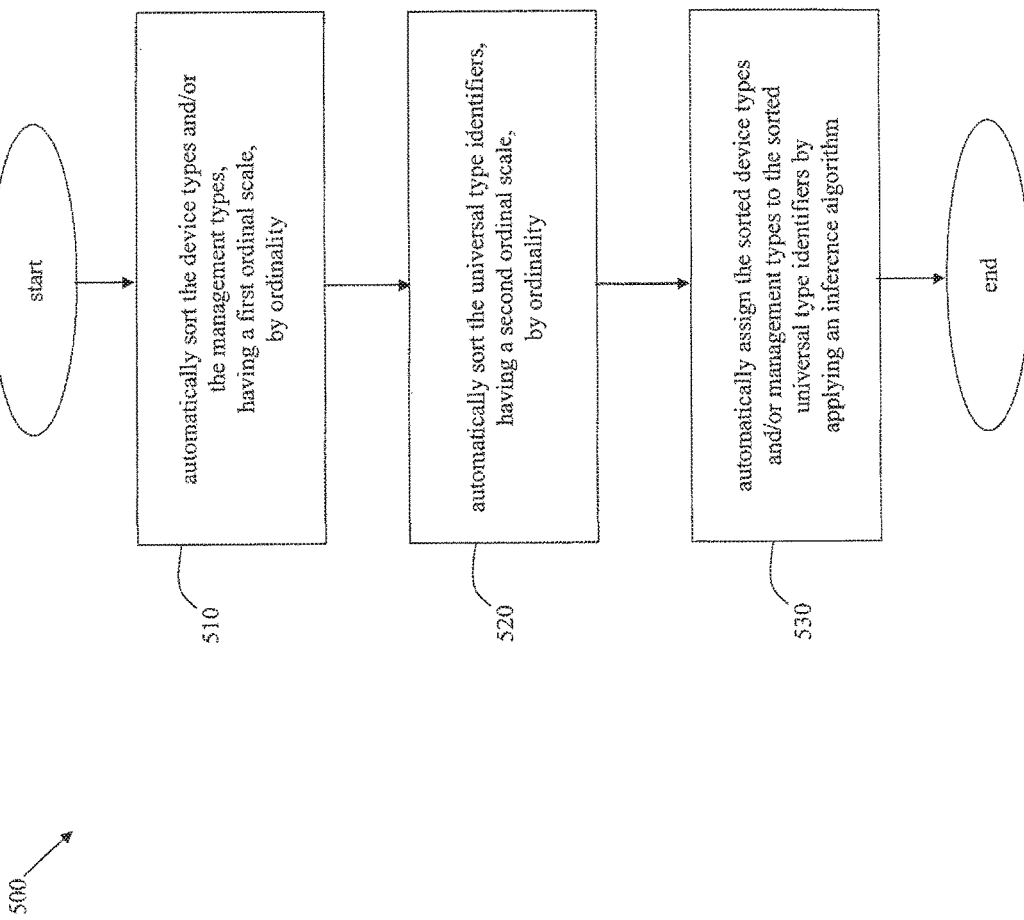 500
start
510
automatically sort the device types and/or
the management types,
having a first ordinal scale,
by ordinality
520
automatically sort the universal type identifiers,
having a second ordinal scale,
by ordinality
530
automatically assign the sorted device types
and/or management types to the sorted
universal type identifiers by
applying an inference algorithm
end